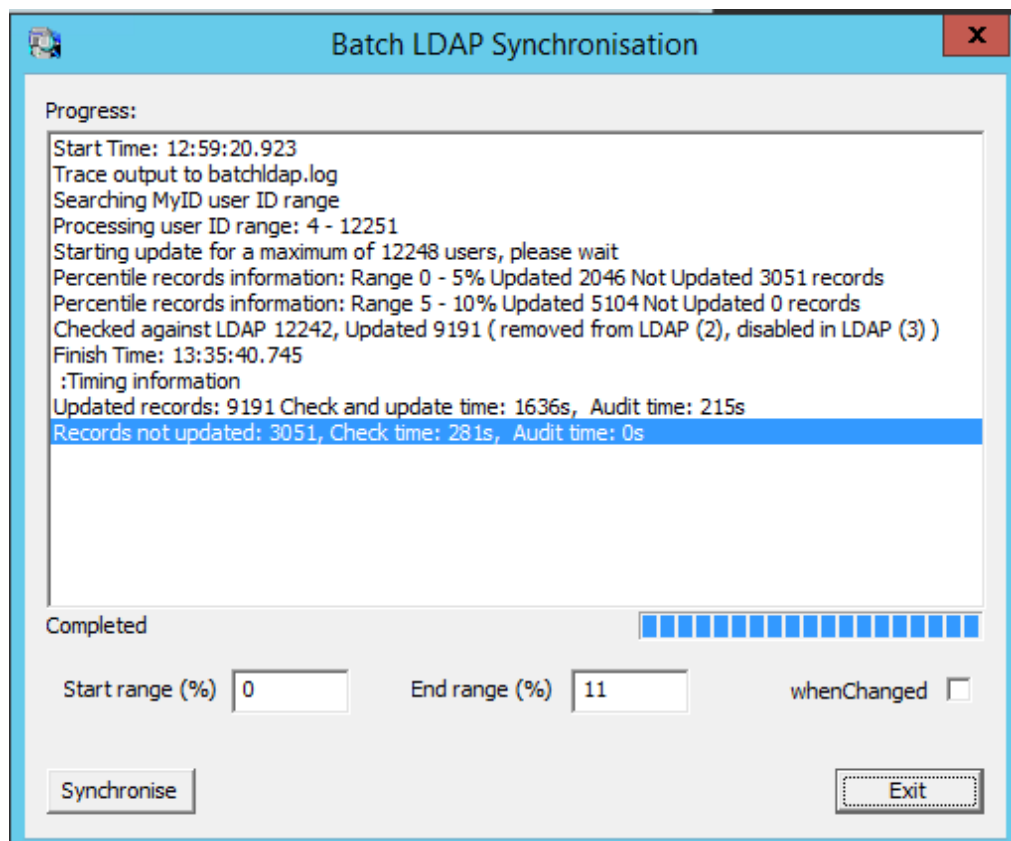 Batch LDAP Synchronisation
x
Progress:
Start Time: 12:59:20.923
Trace output to batchldap.log
Searching MyID user ID range
Processing user ID range: 4 - 12251
Starting update for a maximum of 12248 users, please wait
Percentile records information: Range 0 - 5% Updated 2046 Not Updated 3051 records
Percentile records information: Range 5 - 10% Updated 5104 Not Updated 0 records
Checked against LDAP 12242, Updated 9191 ( removed from LDAP (2), disabled in LDAP (3) )
Finish Time: 13:35:40.745
:Timing information
Updated records: 9191 Check and update time: 1636s, Audit time: 215s
Records not updated: 3051, Check time: 281s, Audit time: 0s
Completed
Start range (%) 0 End range (%) 11 whenChanged
Synchronise Exit